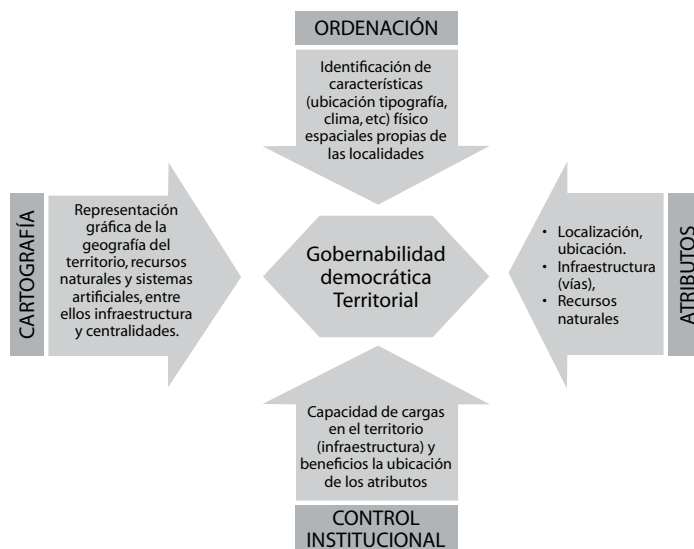 ORDENACIÓN
Identificación de
características
(ubicación tipografía,
clima, etc) físico
espaciales propias de
las localidades
CARTOGRAFÍA
Representación
gráfica de la
geografía del
territorio, recursos
naturales y sistemas
artificiales, entre
ellos infraestructura
y centralidades.
Gobernabilidad
democrática
Territorial
• Localización,
ubicación.
• Infraestructura
(vías),
• Recursos
naturales
ATRIBUTOS
Capacidad de cargas
en el territorio
(infraestructura) y
beneficios la ubicación
de los atributos
CONTROL
INSTITUCIONAL